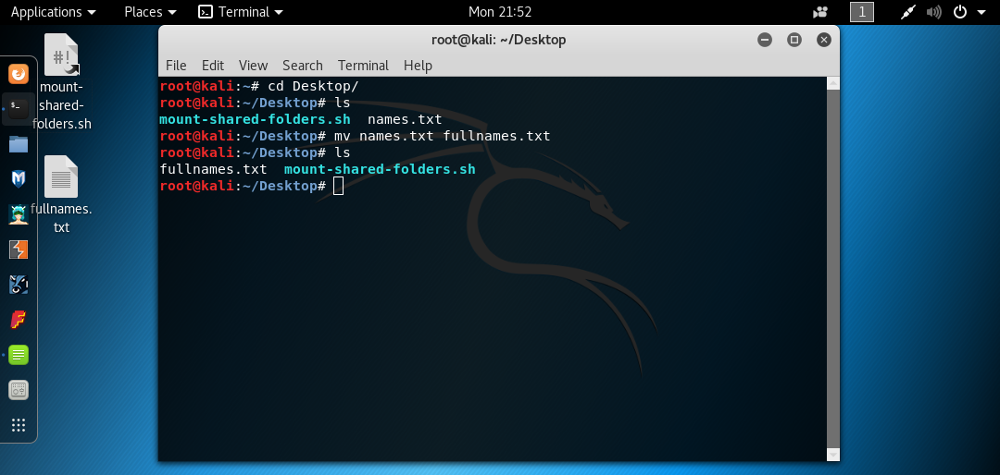 Applications Places Terminal Mon 21:52 1
mount-
shared-
folders.sh
fullnames.
txt
root@kali: ~/Desktop
File Edit View Search Terminal Help
root@kali:~# cd Desktop/
root@kali:~/Desktop# ls
mount-shared-folders.sh  names.txt
root@kali:~/Desktop# mv names.txt fullnames.txt
root@kali:~/Desktop# ls
fullnames.txt  mount-shared-folders.sh
root@kali:~/Desktop#